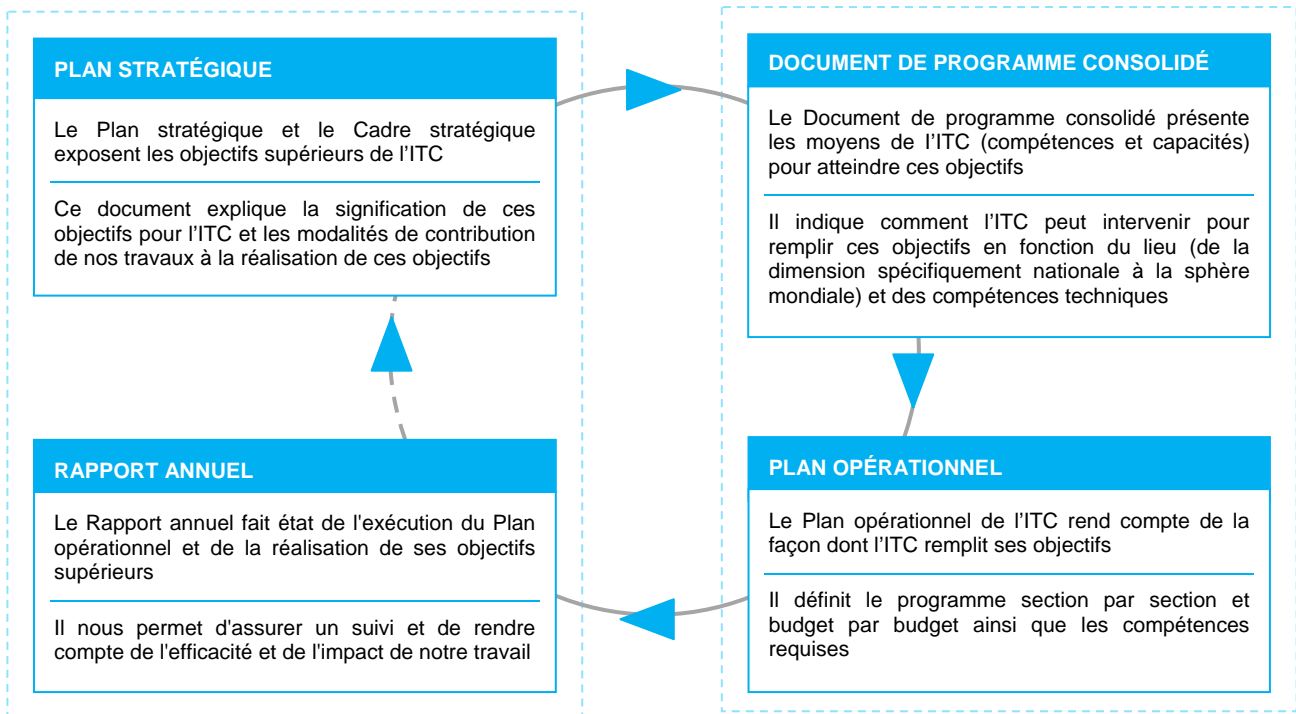 PLAN STRATÉGIQUE
Le Plan stratégique et le Cadre stratégique
exposent les objectifs supérieurs de l'ITC
Ce document explique la signification de ces
objectifs pour l'ITC et les modalités de contribution
de nos travaux à la réalisation de ces objectifs
DOCUMENT DE PROGRAMME CONSOLIDÉ
Le Document de programme consolidé présente
les moyens de l'ITC (compétences et capacités)
pour atteindre ces objectifs
Il indique comment l'ITC peut intervenir pour
remplir ces objectifs en fonction du lieu (de la
dimension spécifiquement nationale à la sphère
mondiale) et des compétences techniques
RAPPORT ANNUEL
Le Rapport annuel fait état de l'exécution du Plan
opérationnel et de la réalisation de ses objectifs
supérieurs
Il nous permet d'assurer un suivi et de rendre
compte de l'efficacité et de l'impact de notre travail
PLAN OPÉRATIONNEL
Le Plan opérationnel de l'ITC rend compte de la
façon dont l'ITC remplit ses objectifs
Il définit le programme section par section et
budget par budget ainsi que les compétences
requises